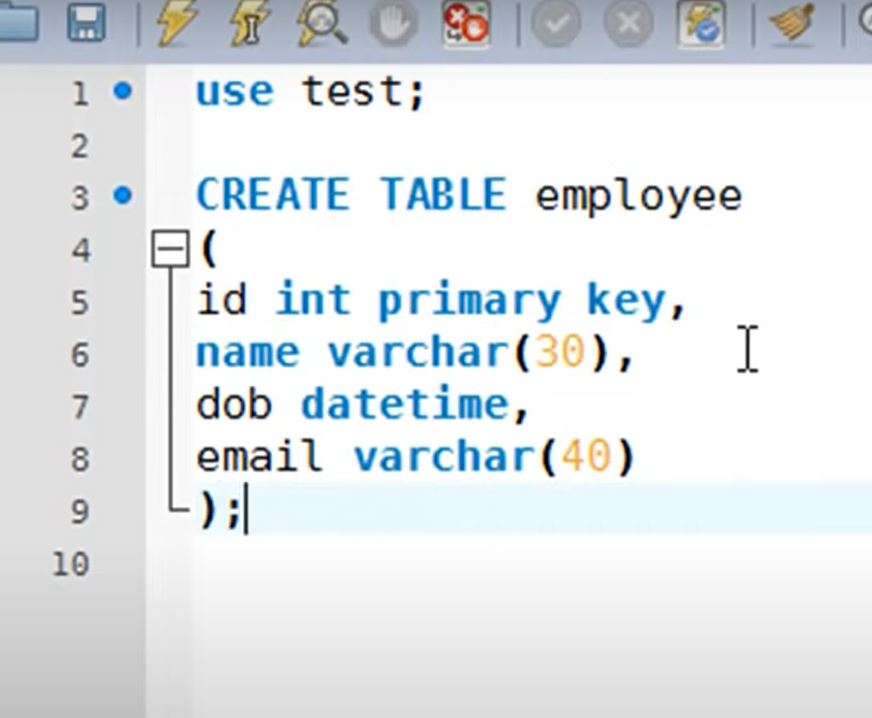 1 use test;
2
3 CREATE TABLE employee
4 (
5 id int primary key,
6 name varchar(30),
7 dob datetime,
8 email varchar(40)
9 );
10